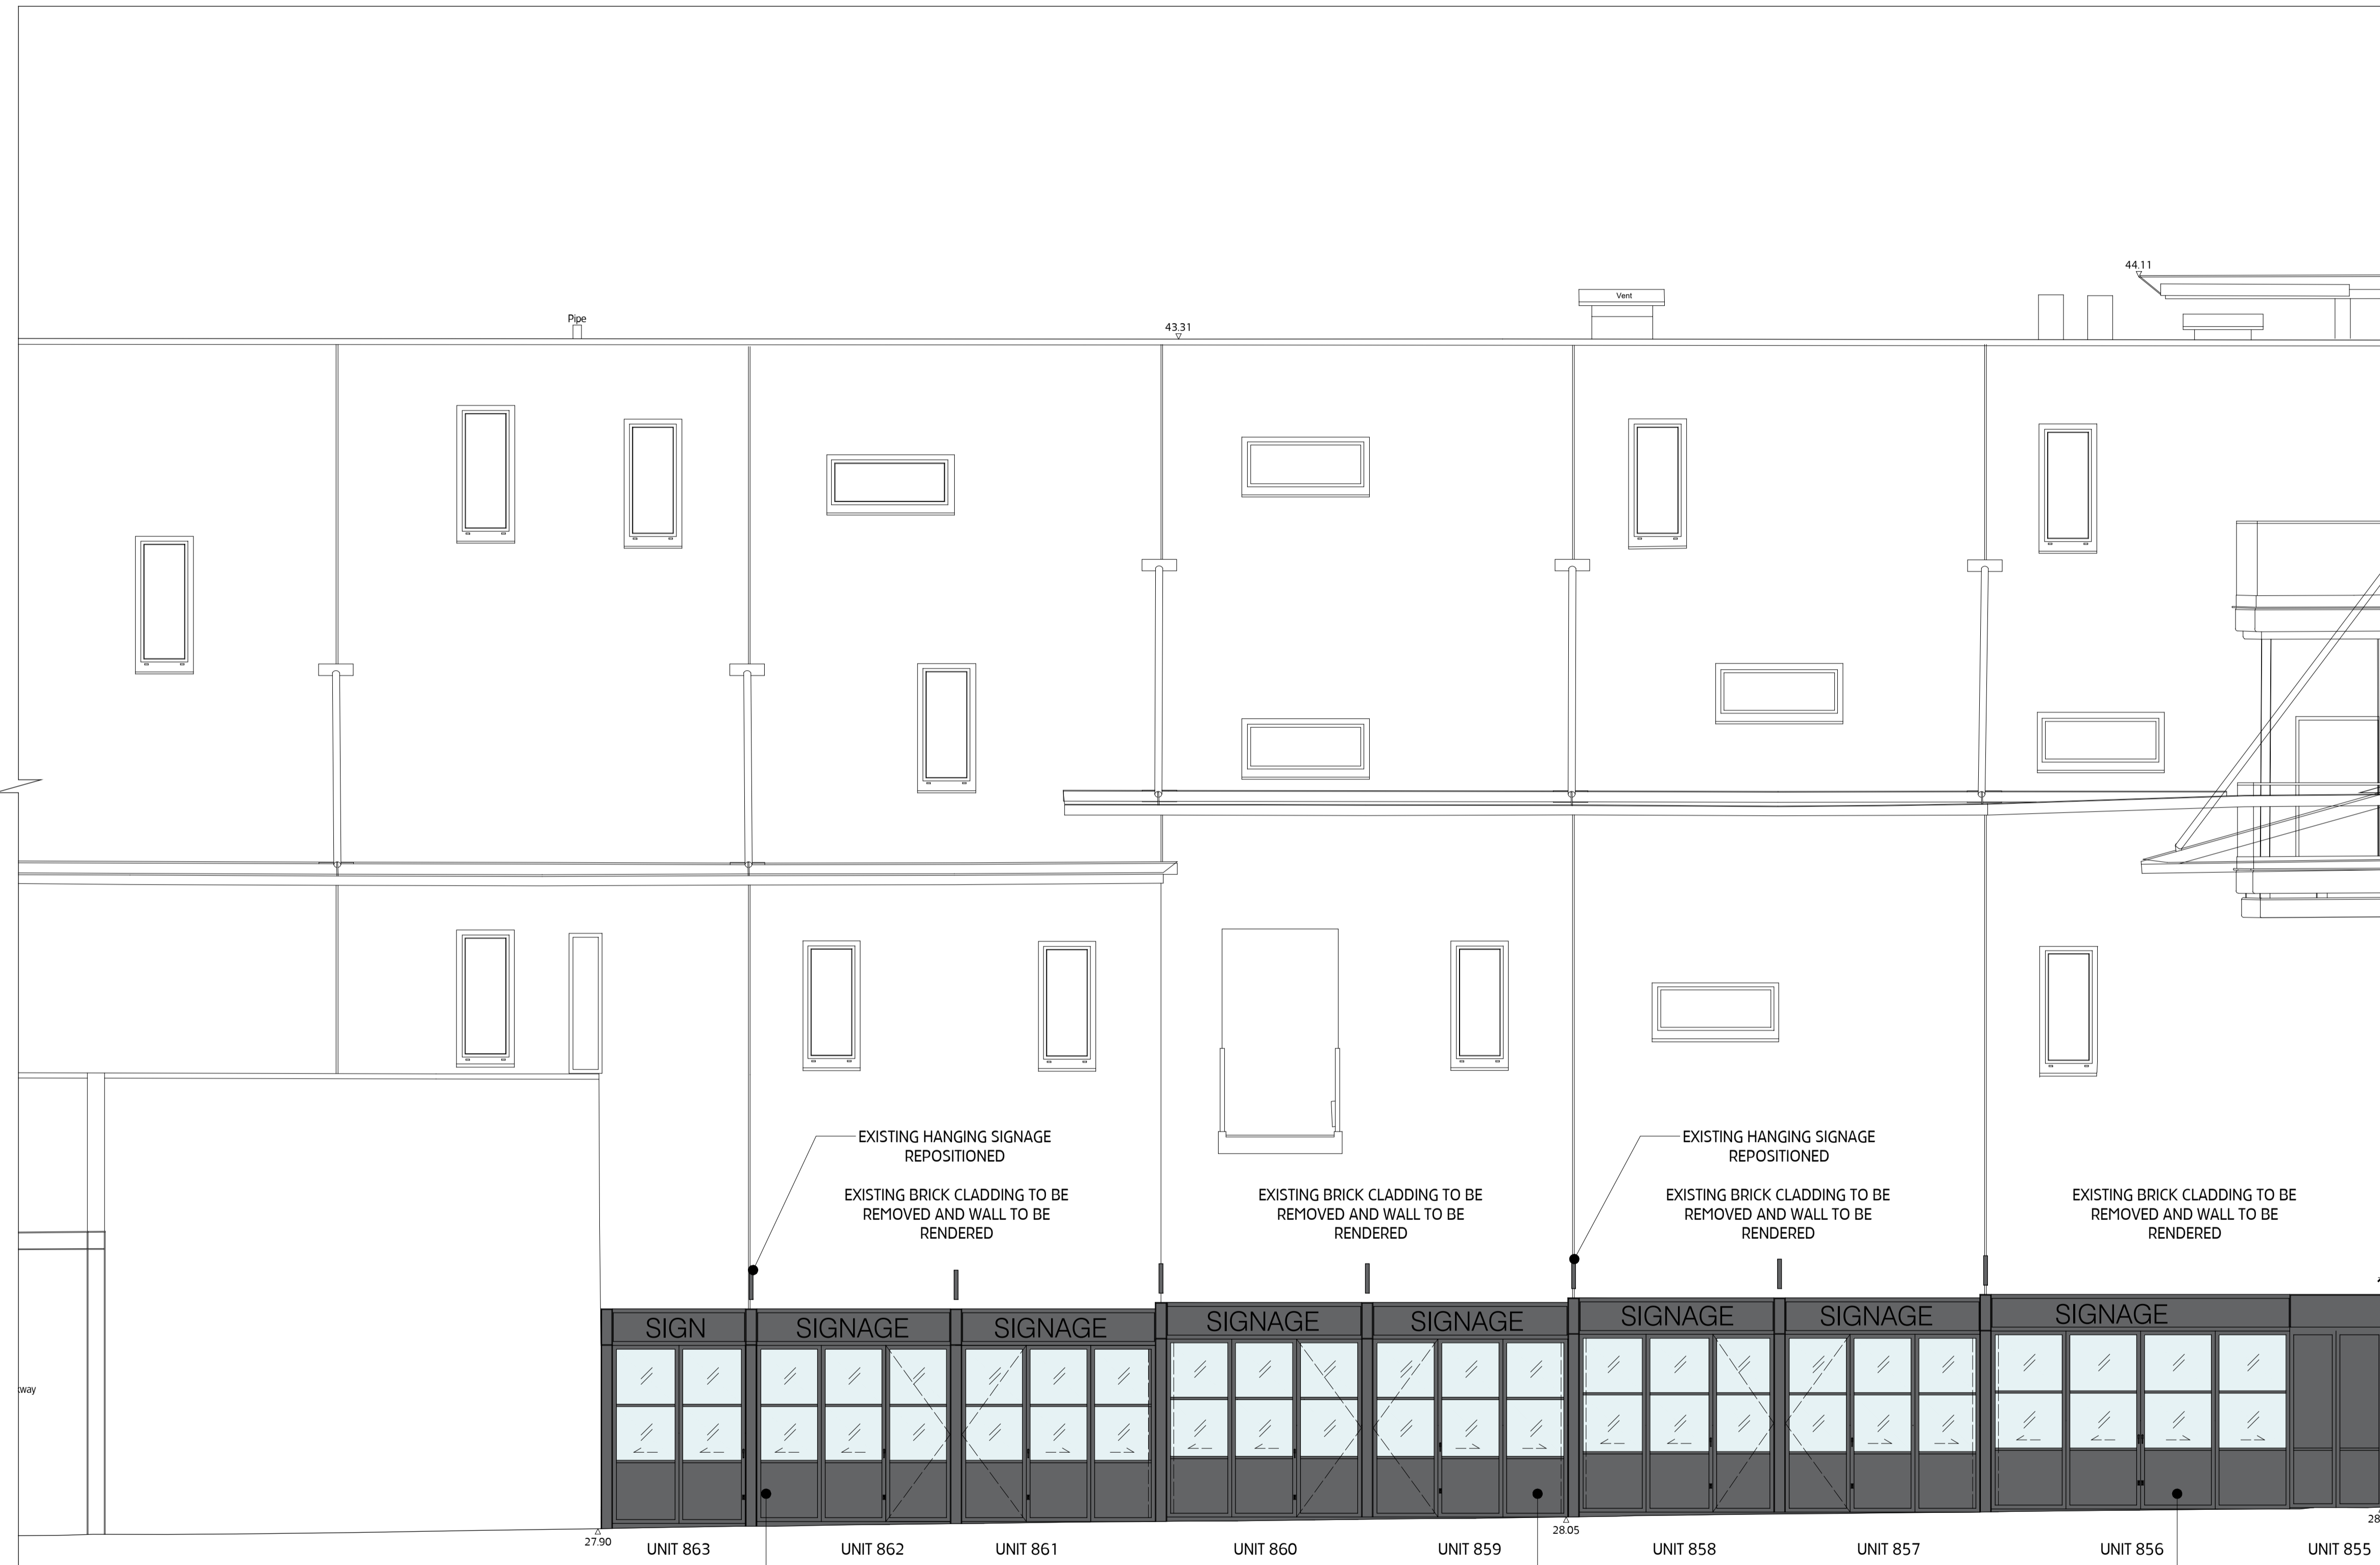 44.11
Vent
Pipe
43.31
EXISTING HANGING SIGNAGE
REPOSITIONED
EXISTING HANGING SIGNAGE
REPOSITIONED
EXISTING BRICK CLADDING TO BE
REMOVED AND WALL TO BE
RENDERED
EXISTING BRICK CLADDING TO BE
REMOVED AND WALL TO BE
RENDERED
EXISTING BRICK CLADDING TO BE
REMOVED AND WALL TO BE
RENDERED
EXISTING BRICK CLADDING TO BE
REMOVED AND WALL TO BE
RENDERED
SIGN
SIGNAGE
SIGNAGE
SIGNAGE
SIGNAGE
SIGNAGE
SIGNAGE
SIGNAGE
27.90
28.05
28
UNIT 863
UNIT 862
UNIT 861
UNIT 860
UNIT 859
UNIT 858
UNIT 857
UNIT 856
UNIT 855